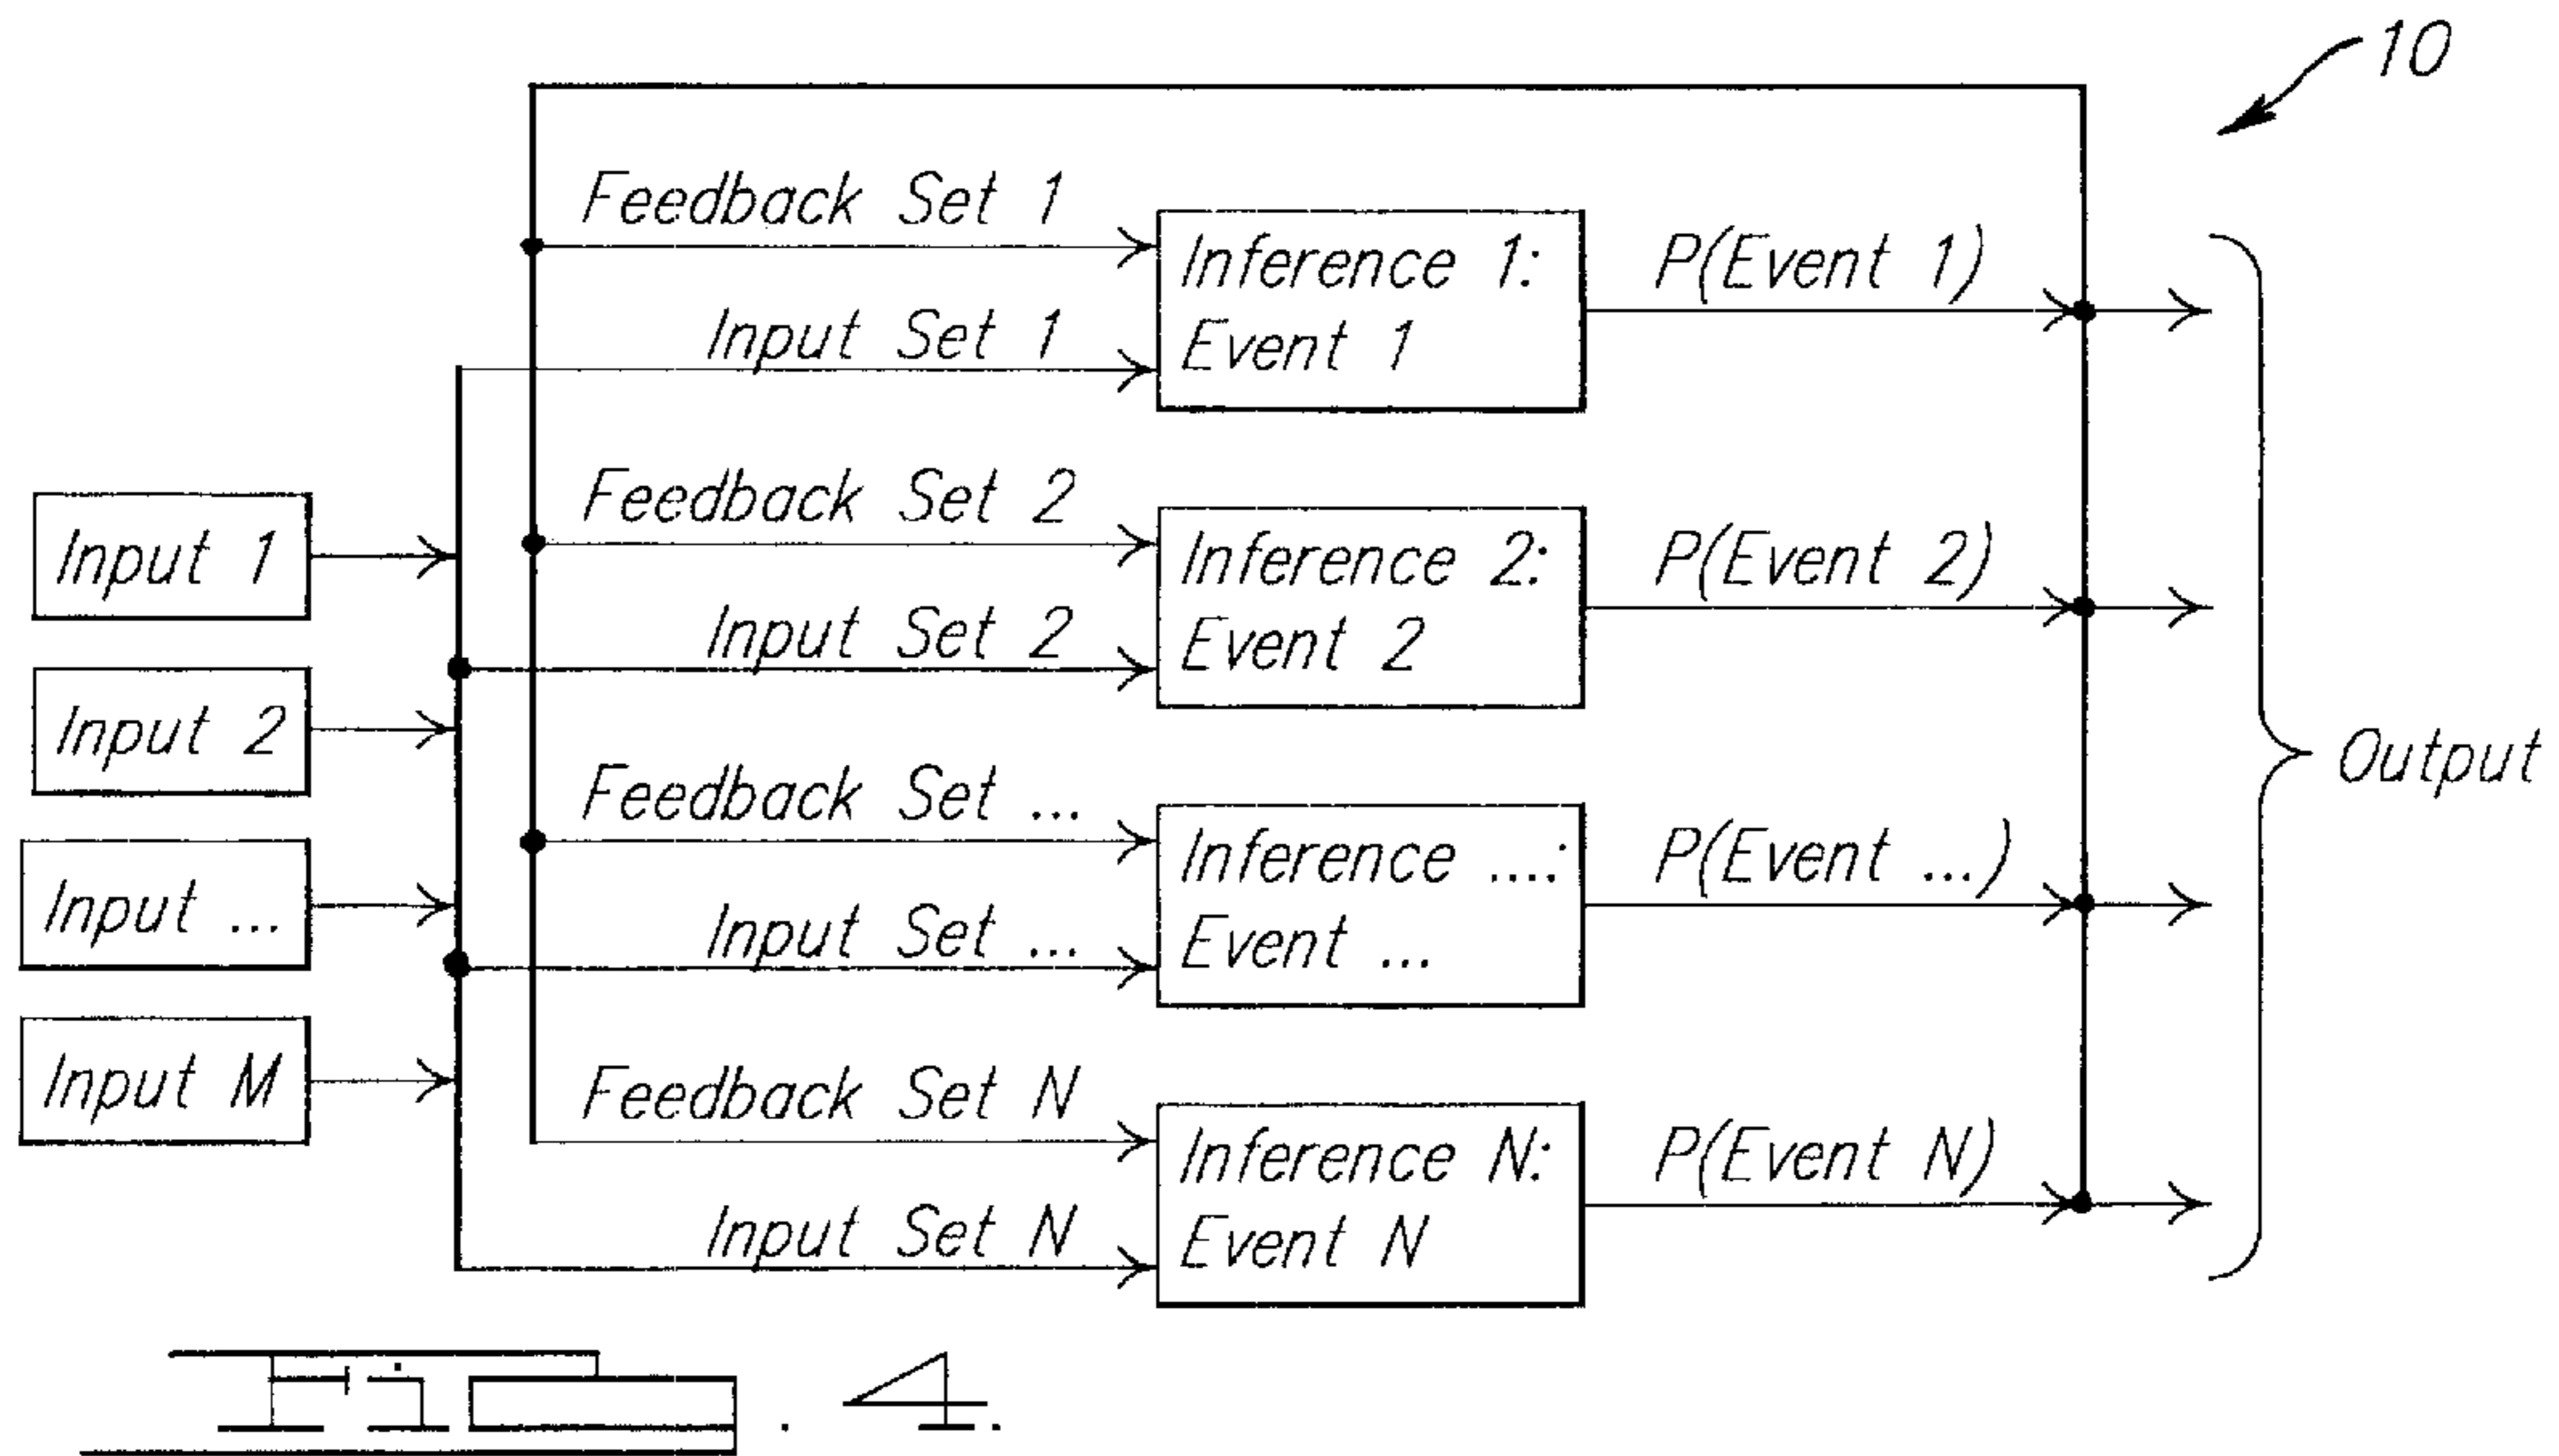 10
Feedback Set 1
Input Set 1
Inference 1:
Event 1
P(Event 1)
Feedback Set 2
Input Set 2
Inference 2:
Event 2
P(Event 2)
Feedback Set ...
Input Set ...
Inference ....:
Event ...
P(Event ...)
Feedback Set N
Input Set N
Inference N:
Event N
P(Event N)
Input 1
Input 2
Input ...
Input M
Output
Fig. 4.